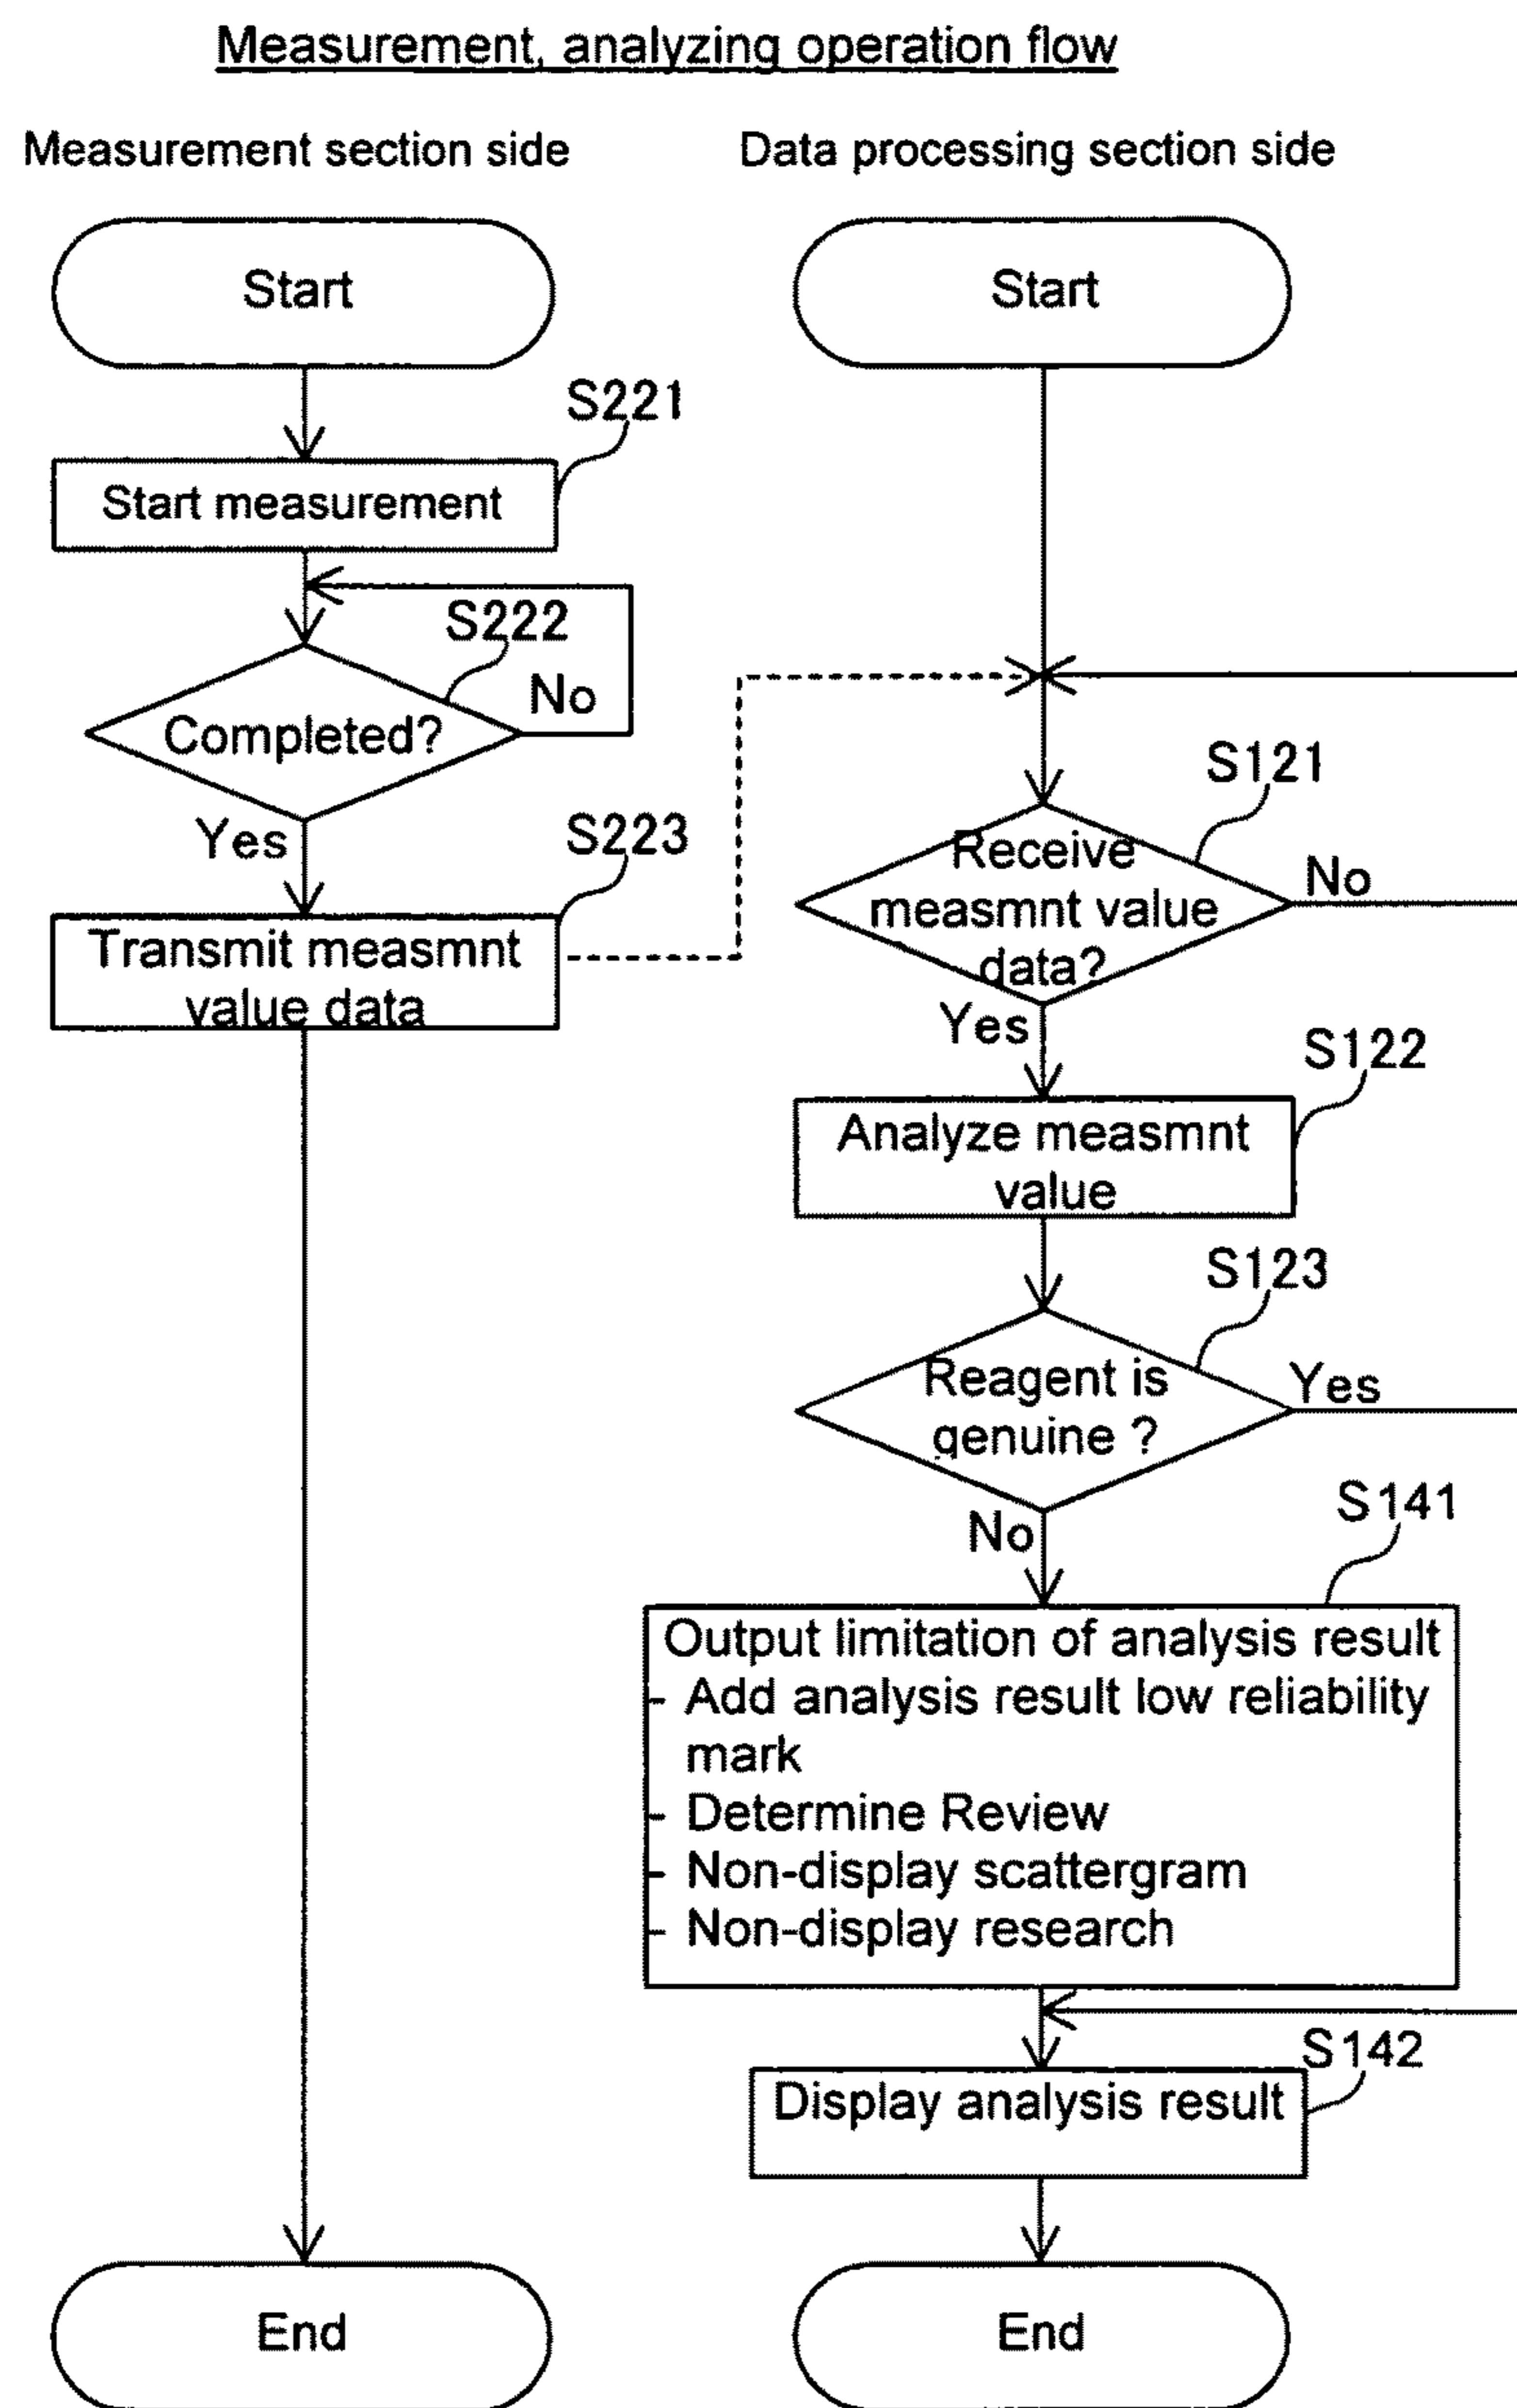 Measurement, analyzing operation flow
Measurement section side
Data processing section side
Start
Start
S221
Start measurement
S222
No
Completed?
Yes
S223
Transmit measmnt
value data
S121
Receive
measmnt value
data?
No
Yes
S122
Analyze measmnt
value
S123
Reagent is
genuine ?
Yes
No
S141
Output limitation of analysis result
- Add analysis result low reliability
mark
- Determine Review
- Non-display scattergram
- Non-display research
S142
Display analysis result
End
End